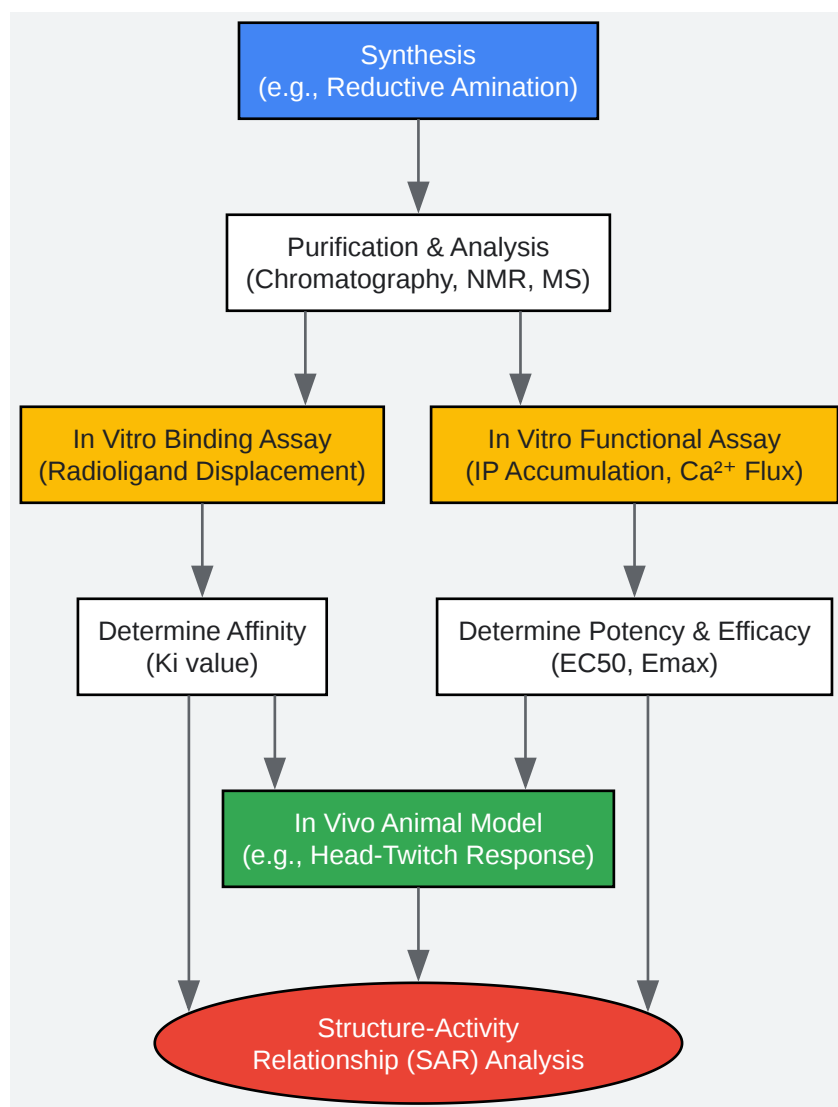 Synthesis
(e.g., Reductive Amination)
Purification & Analysis
(Chromatography, NMR, MS)
In Vitro Binding Assay
(Radioligand Displacement)
In Vitro Functional Assay
(IP Accumulation, Ca²⁺ Flux)
Determine Affinity
(Ki value)
Determine Potency & Efficacy
(EC50, Emax)
In Vivo Animal Model
(e.g., Head-Twitch Response)
Structure-Activity
Relationship (SAR) Analysis